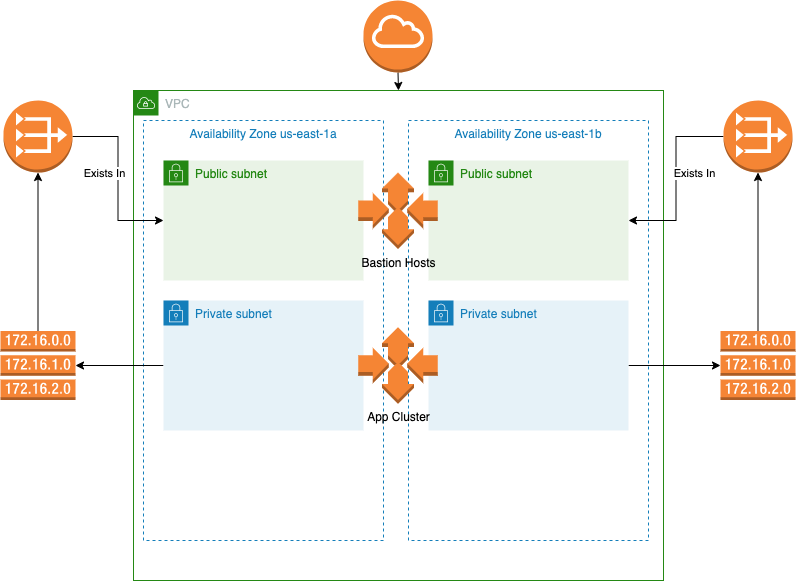 VPC
Availability Zone us-east-1a
Availability Zone us-east-1b
Exists In
Public subnet
Public subnet
Exists In
Bastion Hosts
Private subnet
Private subnet
172.16.0.0
172.16.1.0
172.16.2.0
172.16.0.0
172.16.1.0
172.16.2.0
App Cluster